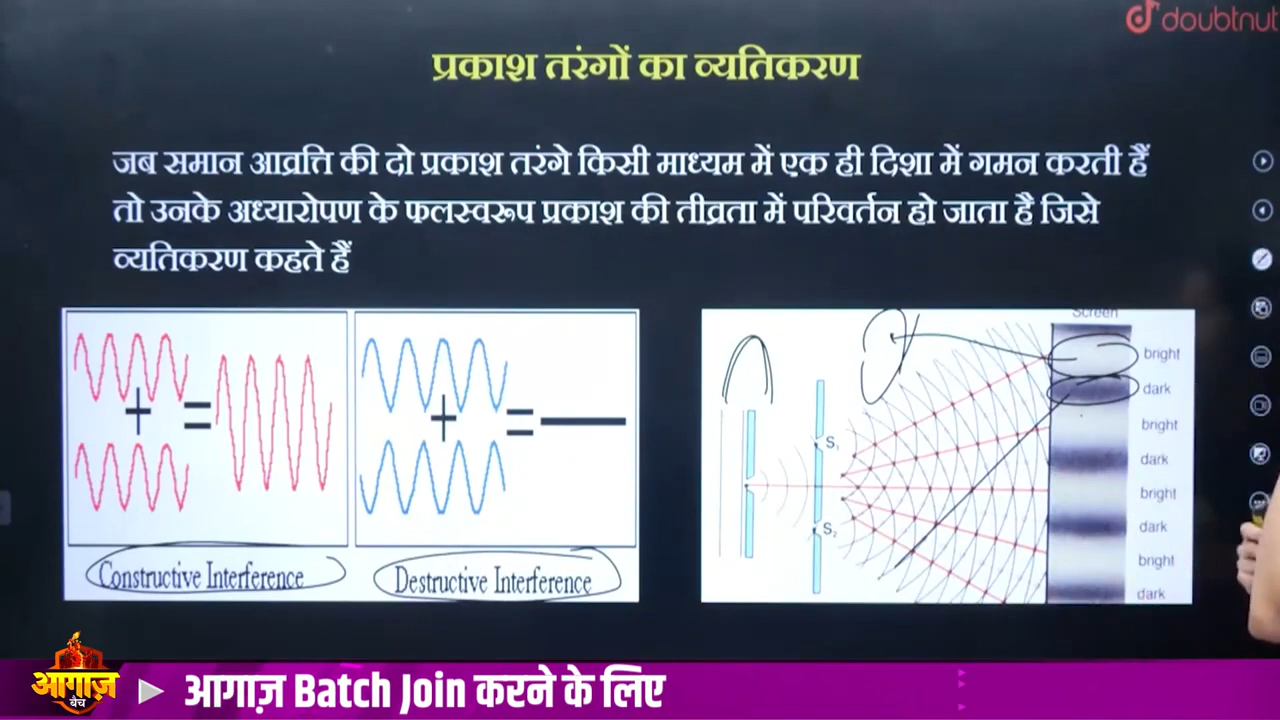 doubtnut
प्रकाश तरंगों का व्यतिकरण
जब समान आव्रत्ति की दो प्रकाश तरंगे किसी माध्यम में एक ही दिशा में गमन करती हैं
तो उनके अध्यारोपण के फलस्वरूप प्रकाश की तीव्रता में परिवर्तन हो जाता है जिसे
व्यतिकरण कहते हैं
Constructive Interference
Destructive Interference
Screen
bright
dark
bright
dark
bright
dark
bright
dark
S1
S2
आगाज़
बैच
आगाज़ Batch Join करने के लिए